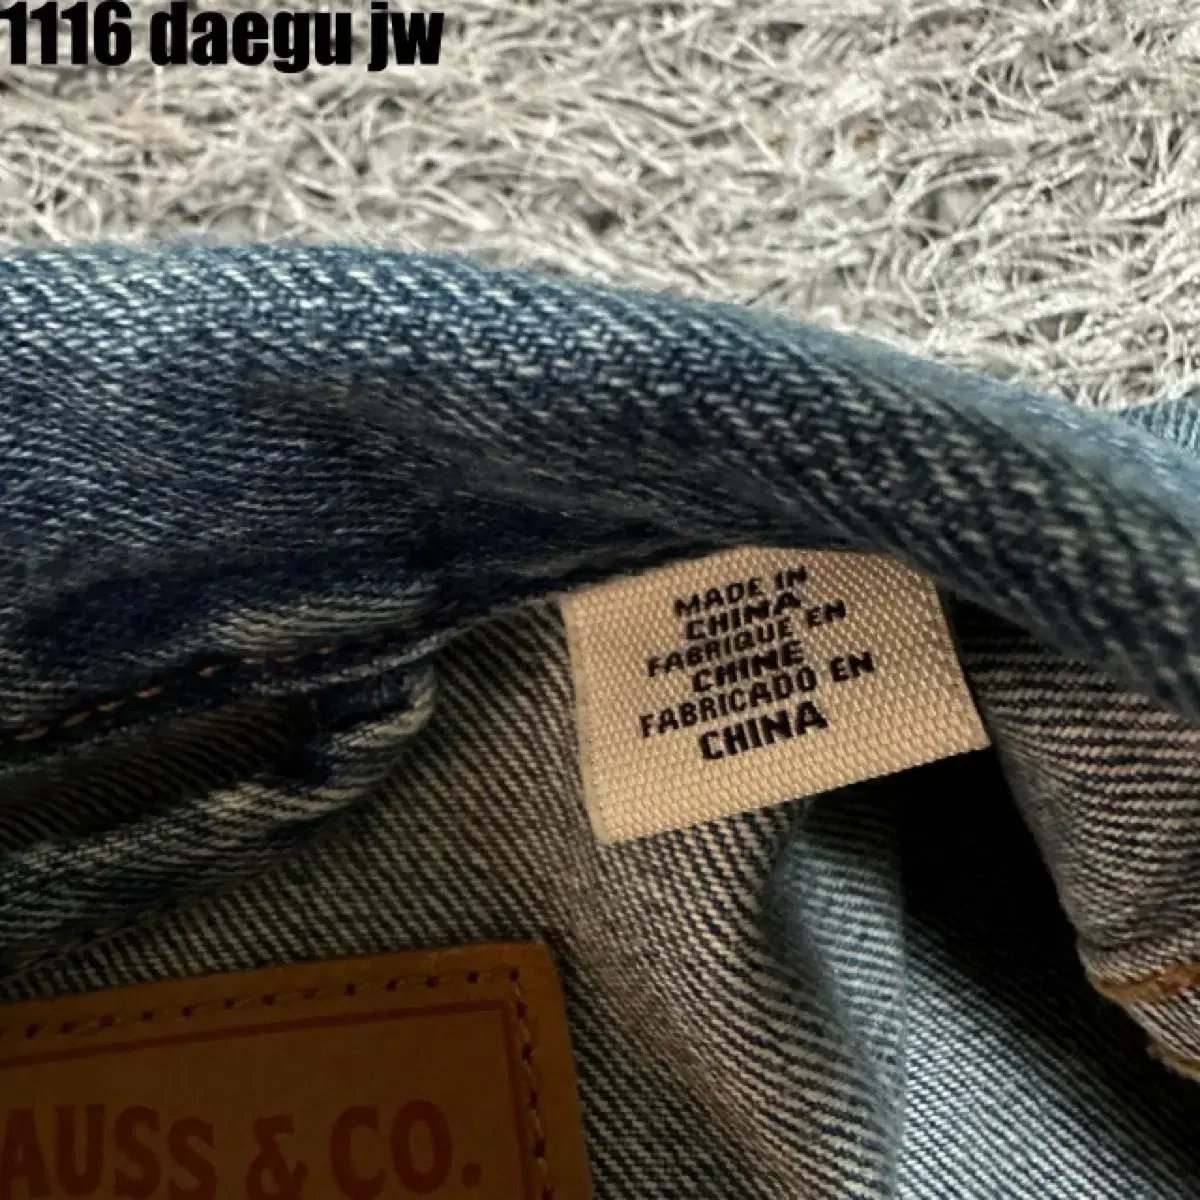 1116 daegu jw
MADE IN
CHINA
FABRIQUE EN
CHINE
FABRICADO EN
CHINA
AUSS & CO.